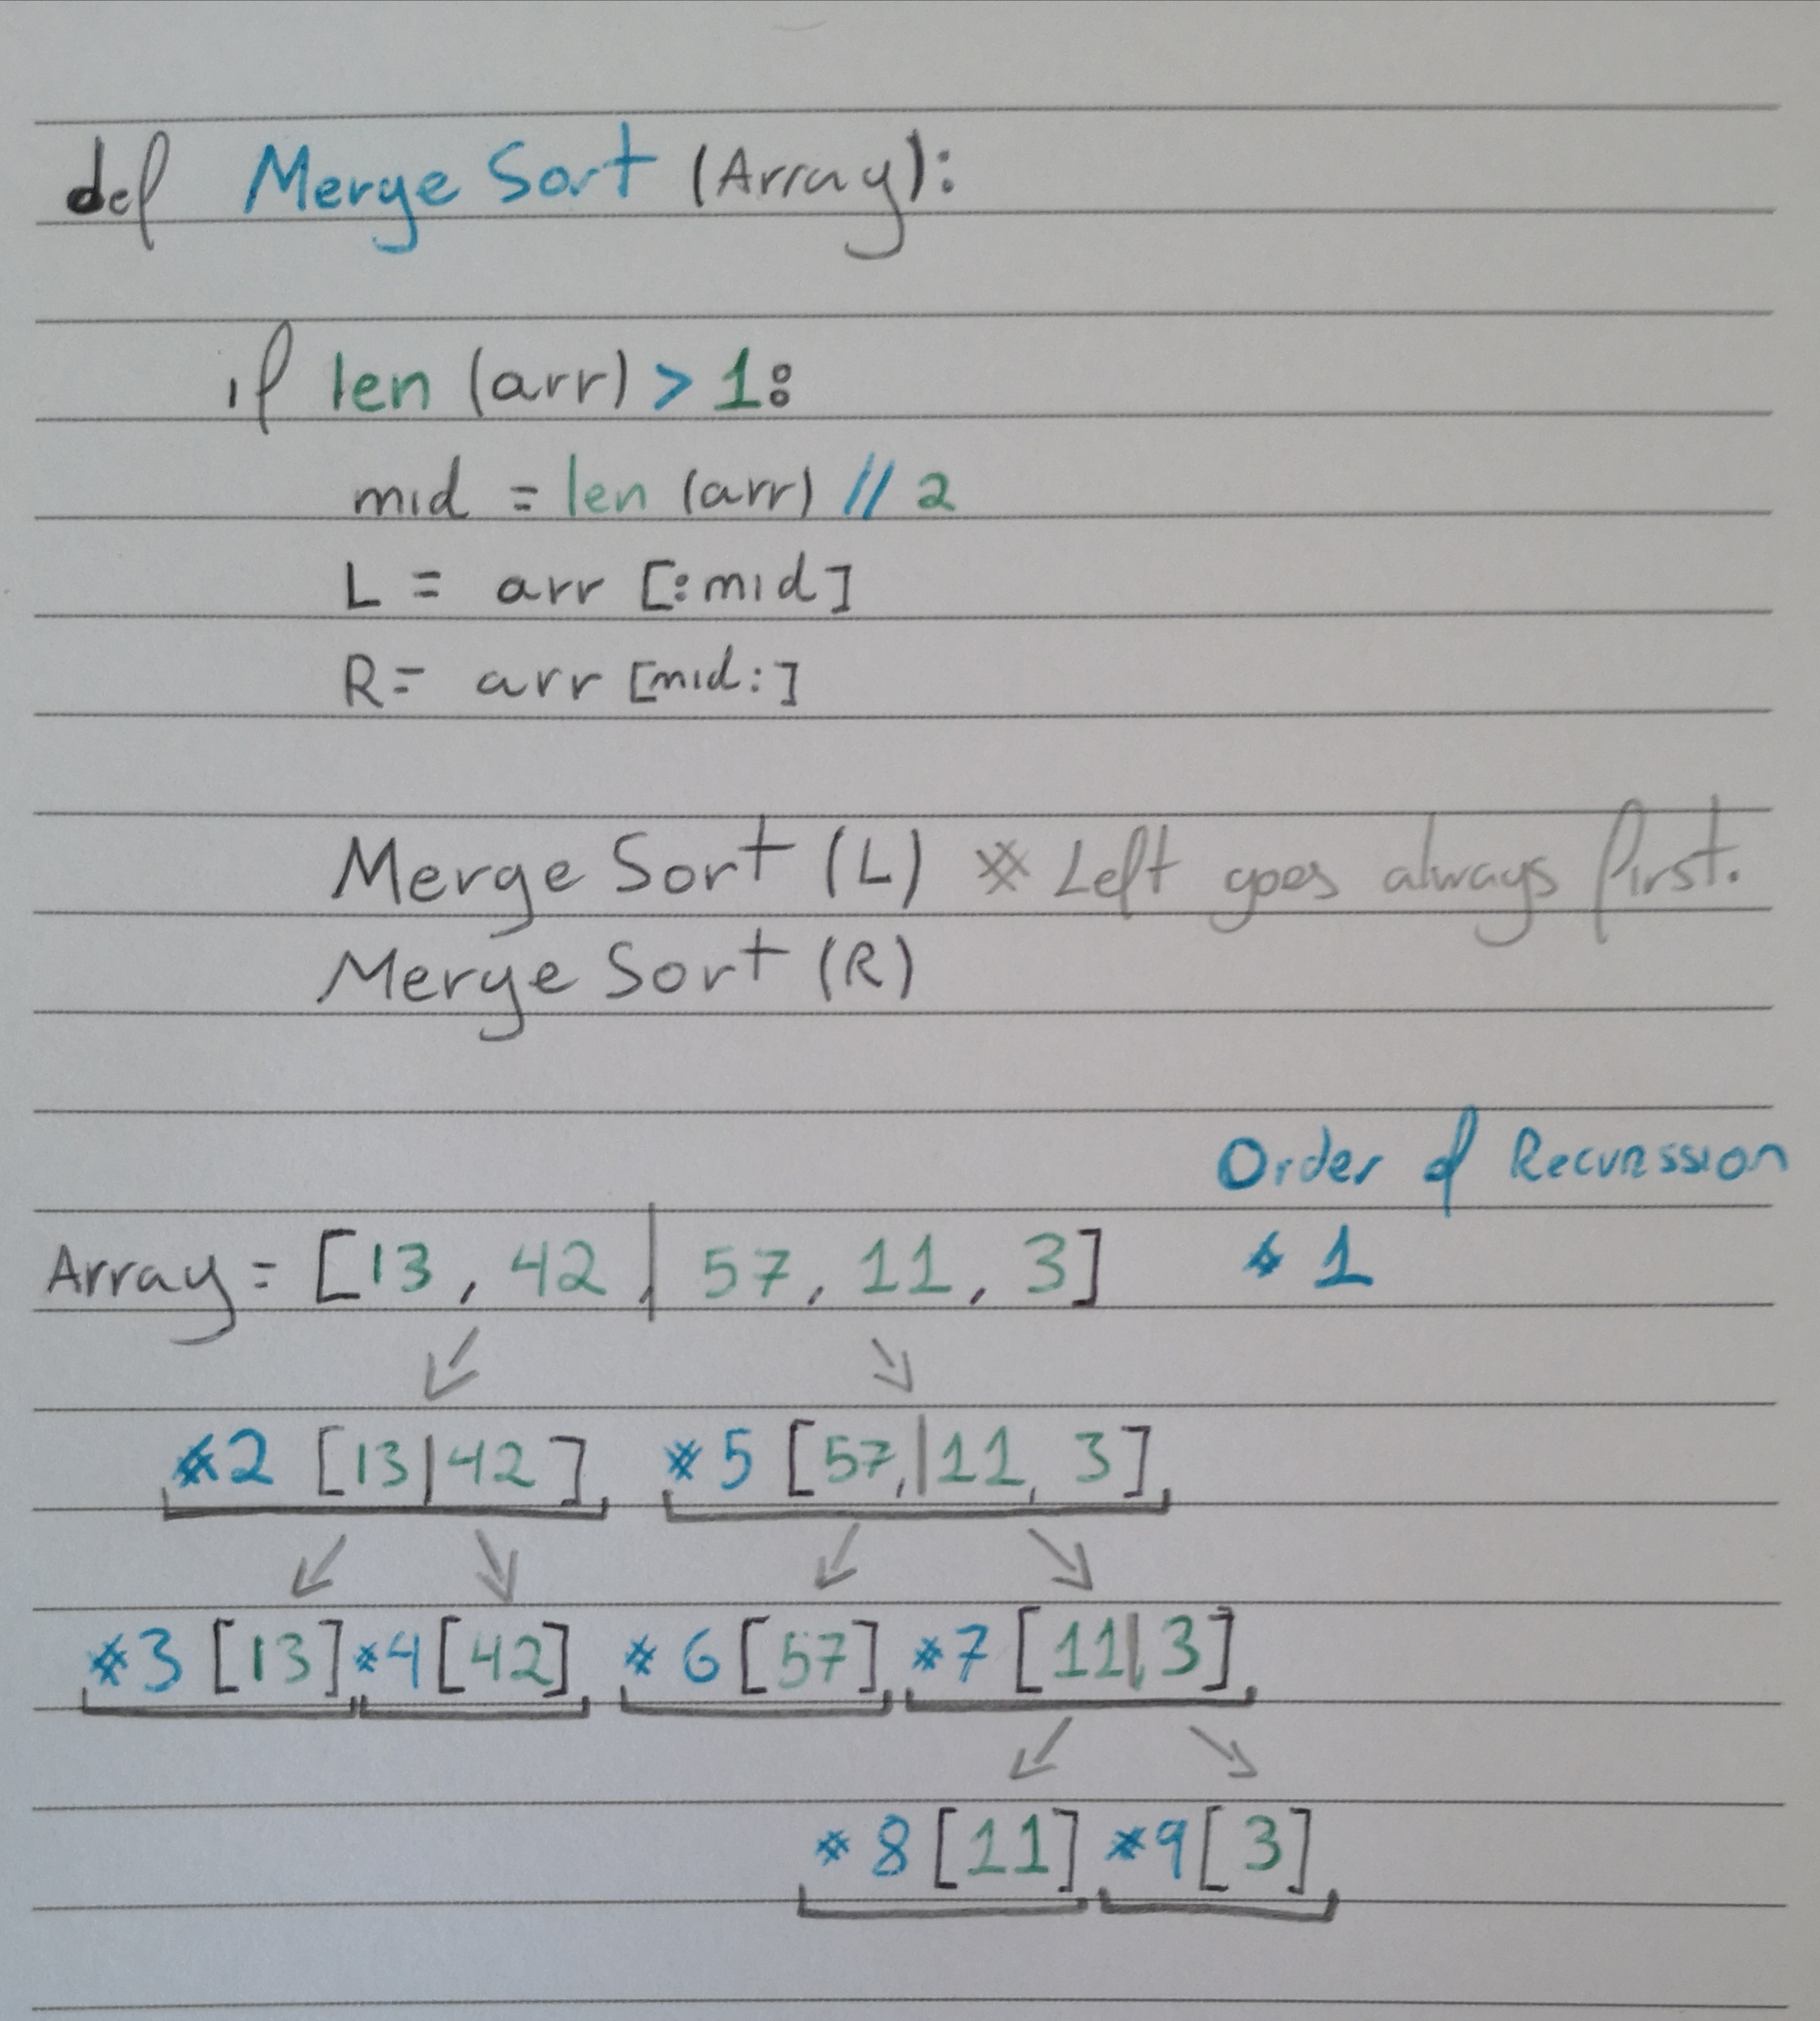 def Merge Sort (Array):
if len (arr) > 1:
mid = len (arr) // 2
L = arr [:mid]
R = arr [mid:]
Merge Sort (L) # Left goes always first.
Merge Sort (R)
Order of Recurssion
Array = [13, 42 | 57, 11, 3] # 1
#2 [13|42] #5 [57,|11, 3]
#3 [13] #4 [42] #6 [57] #7 [11|3]
#8 [11] #9 [3]